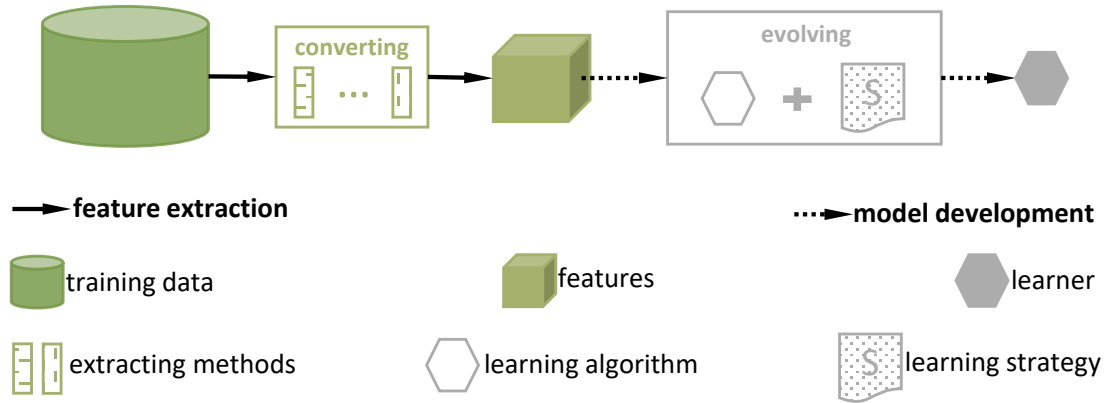 converting
...
evolving
+
S
feature extraction
model development
training data
features
learner
extracting methods
learning algorithm
S
learning strategy